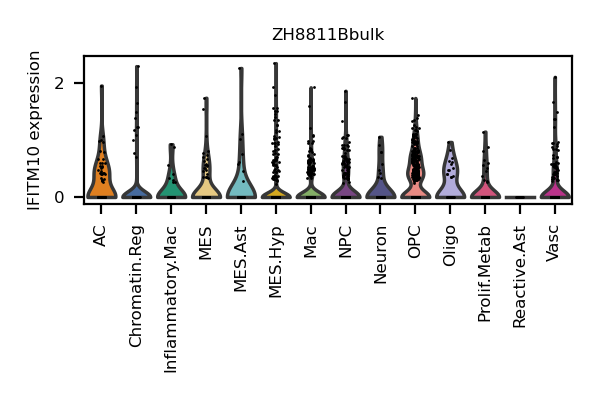 ZH8811Bbulk
IFITM10 expression
2
0
AC
Chromatin.Reg
Inflammatory.Mac
MES
MES.Ast
MES.Hyp
Mac
NPC
Neuron
OPC
Oligo
Prolif.Metab
Reactive.Ast
Vasc